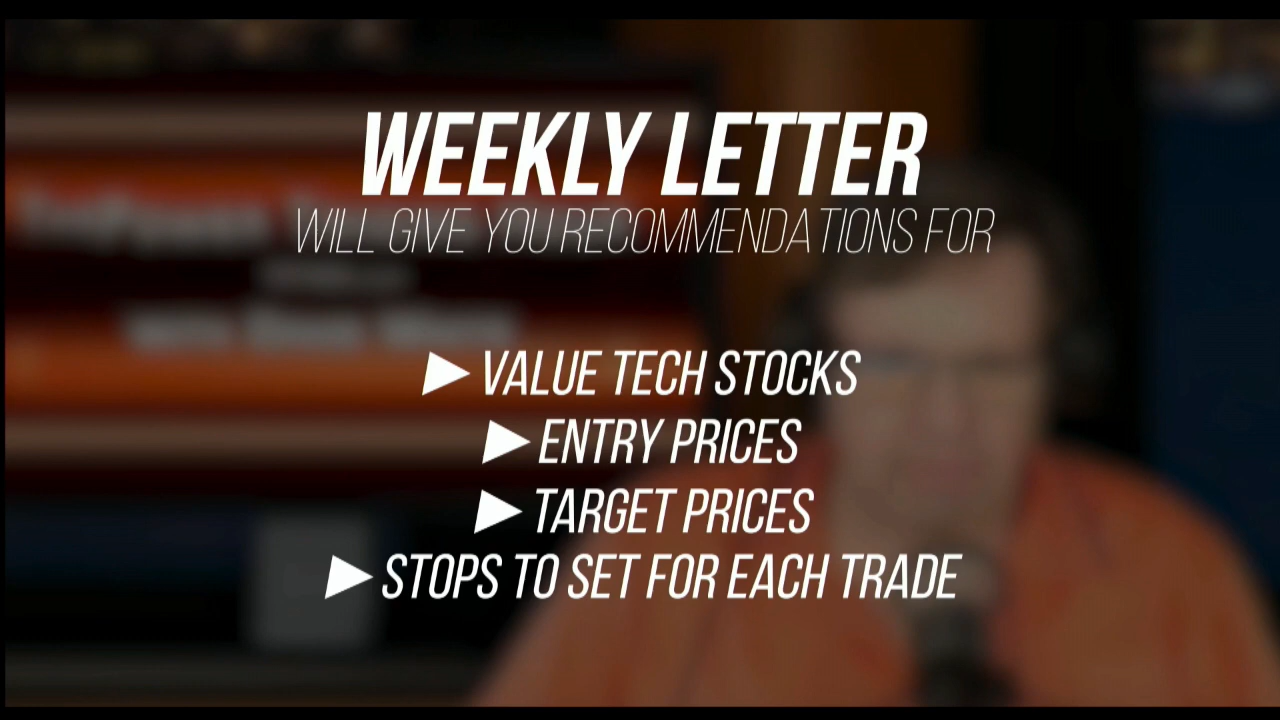 WEEKLY LETTER
WILL GIVE YOU RECOMMENDATIONS FOR
▶ VALUE TECH STOCKS
▶ ENTRY PRICES
▶ TARGET PRICES
▶ STOPS TO SET FOR EACH TRADE